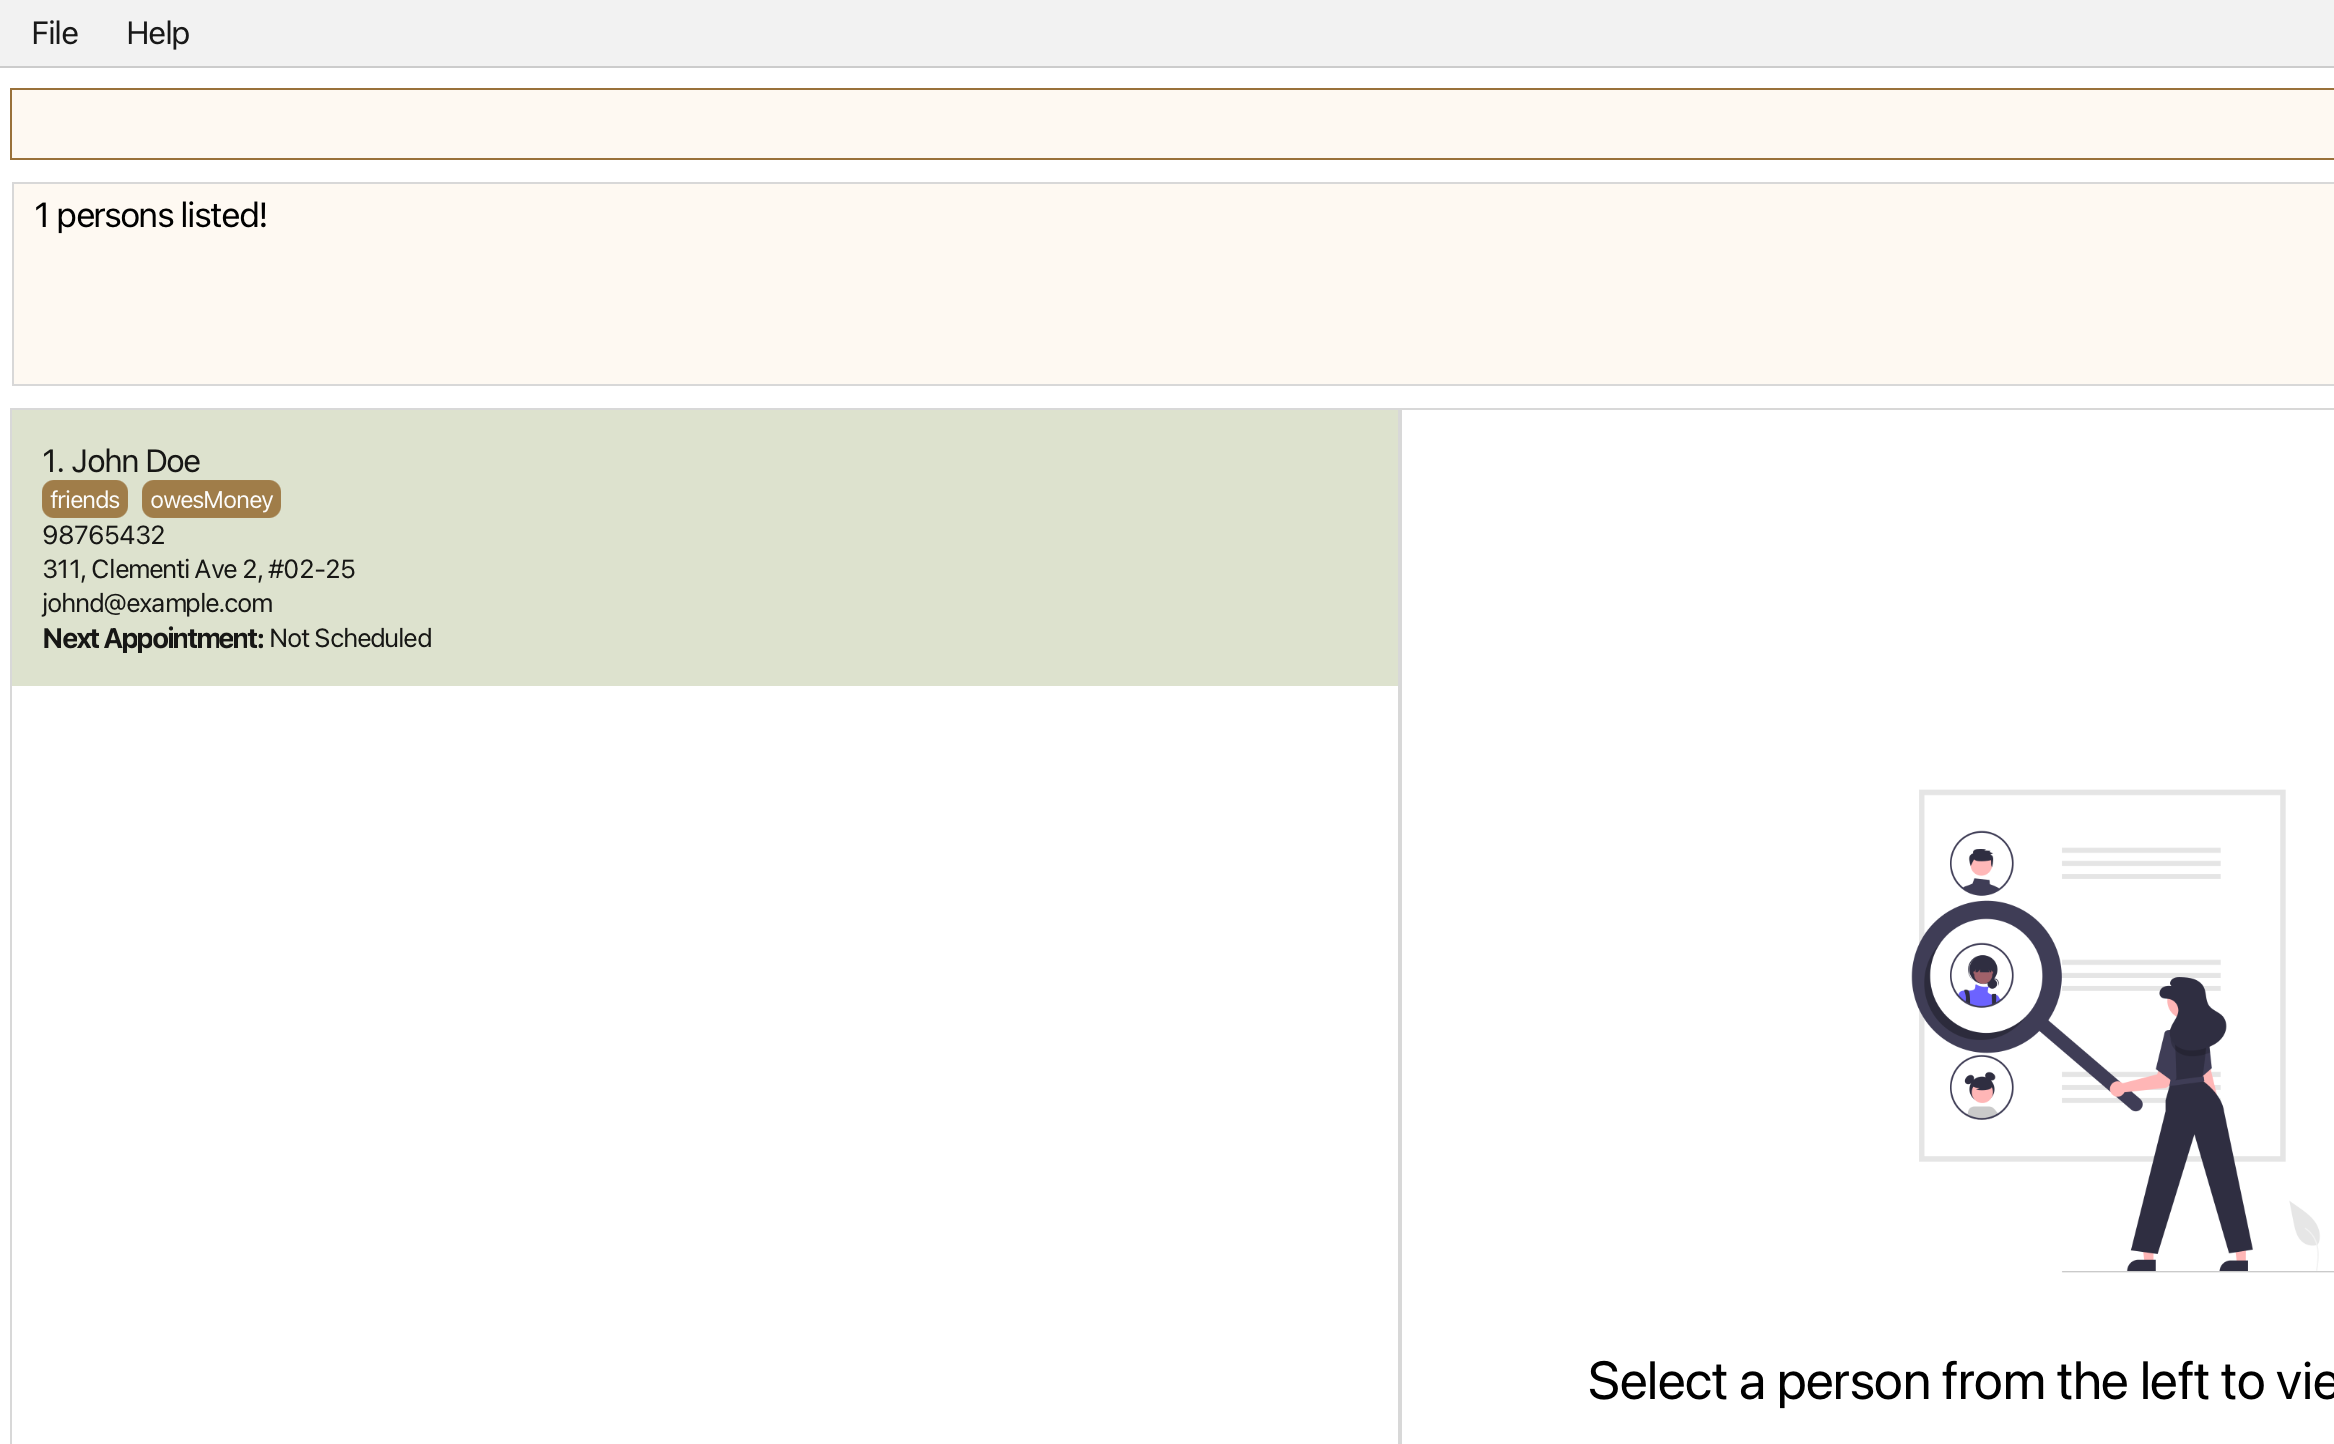 File Help
1 persons listed!
1. John Doe
friends owesMoney
98765432
311, Clementi Ave 2, #02-25
johnd@example.com
Next Appointment: Not Scheduled
Select a person from the left to vie